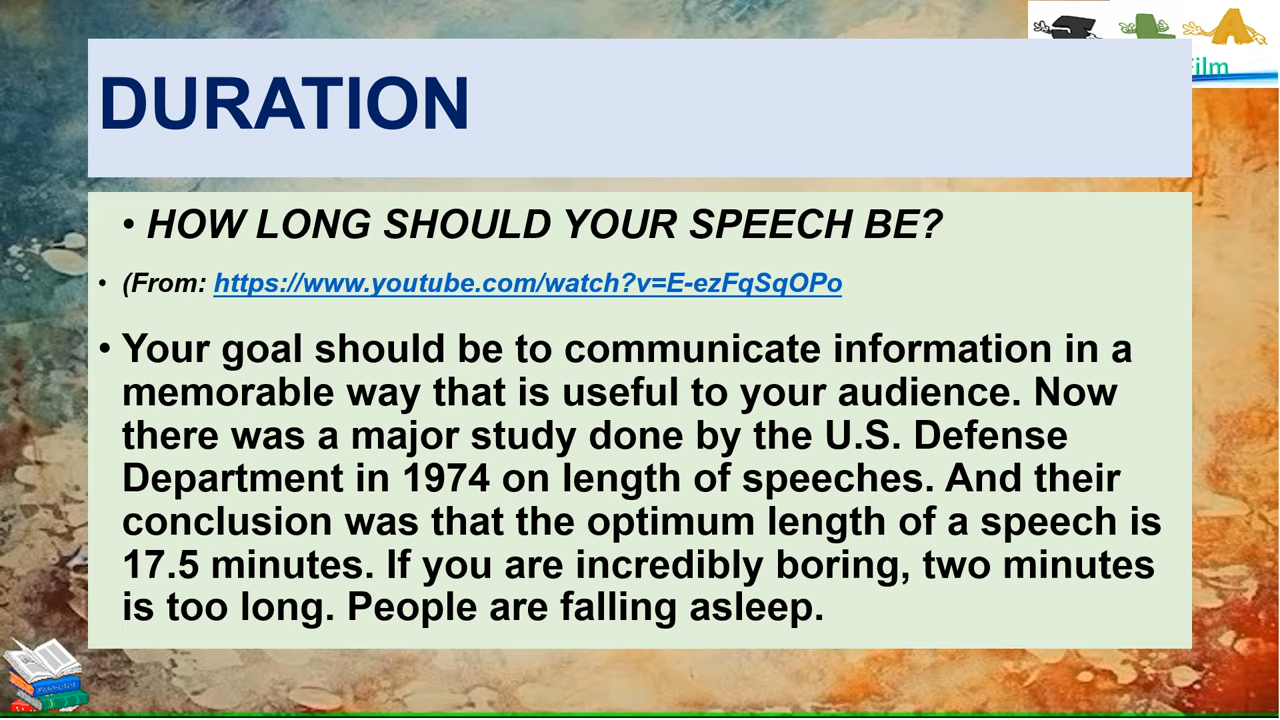 Film
DURATION
• HOW LONG SHOULD YOUR SPEECH BE?
• (From: https://www.youtube.com/watch?v=E-ezFqSqOPo
• Your goal should be to communicate information in a
memorable way that is useful to your audience. Now
there was a major study done by the U.S. Defense
Department in 1974 on length of speeches. And their
conclusion was that the optimum length of a speech is
17.5 minutes. If you are incredibly boring, two minutes
is too long. People are falling asleep.